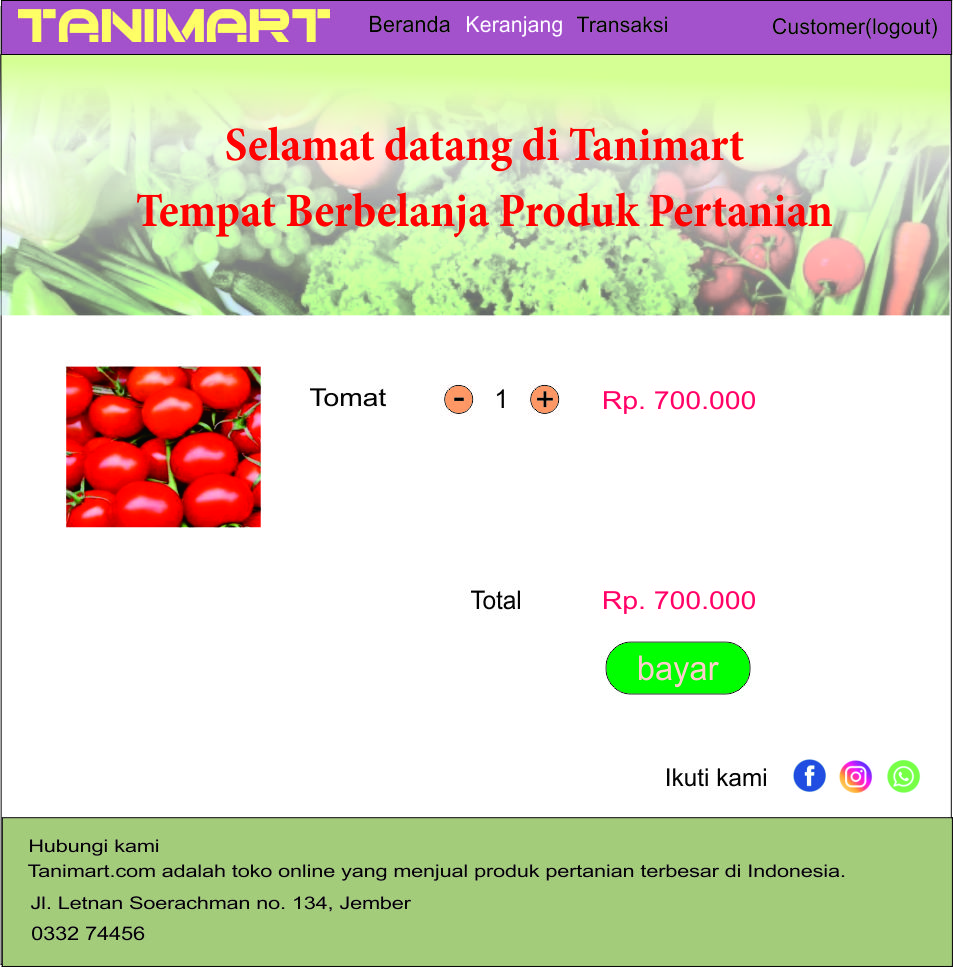 TANIMART Beranda Keranjang Transaksi Customer(logout)
Selamat datang di Tanimart
Tempat Berbelanja Produk Pertanian
Tomat - 1 + Rp. 700.000
Total Rp. 700.000
bayar
Ikuti kami
Hubungi kami
Tanimart.com adalah toko online yang menjual produk pertanian terbesar di Indonesia.
Jl. Letnan Soerachman no. 134, Jember
0332 74456